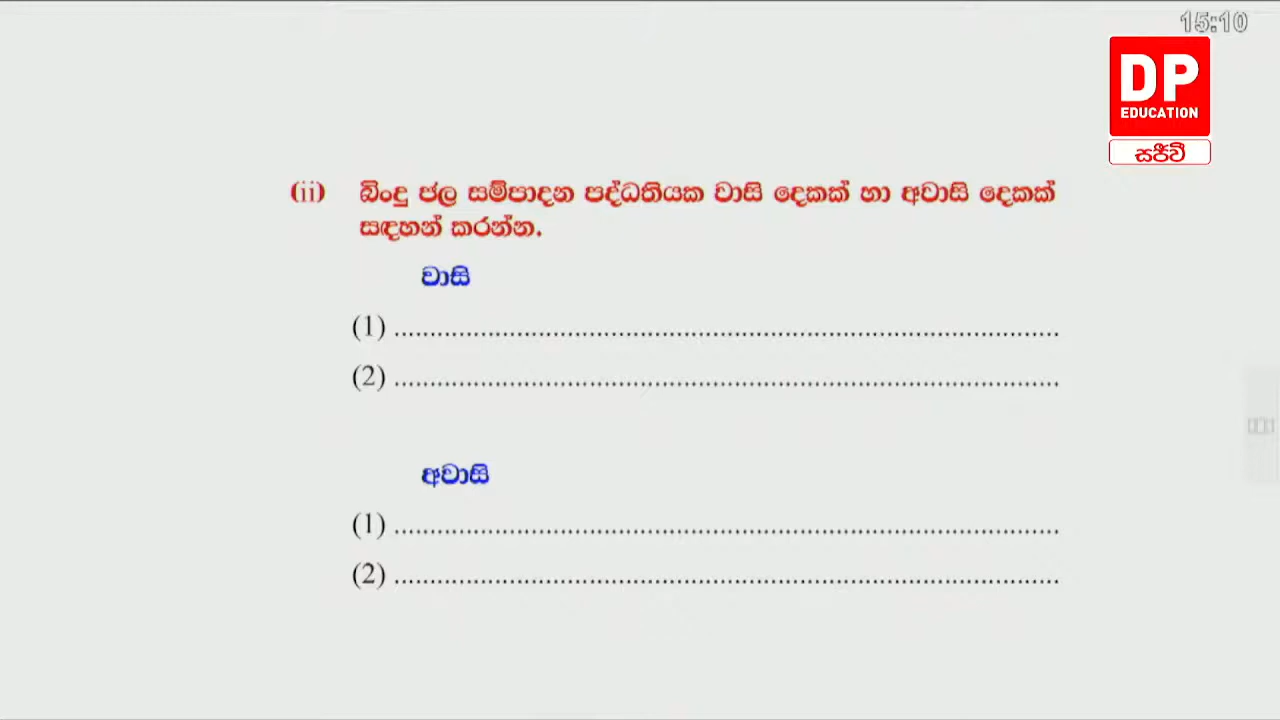 15:10
DP
EDUCATION
සජීවී
(ii) බිංදු ජල සම්පාදන පද්ධතියක වාසි දෙකක් හා අවාසි දෙකක්
සඳහන් කරන්න.
වාසි
(1) ..........................................................................................
(2) ..........................................................................................
අවාසි
(1) ..........................................................................................
(2) ..........................................................................................